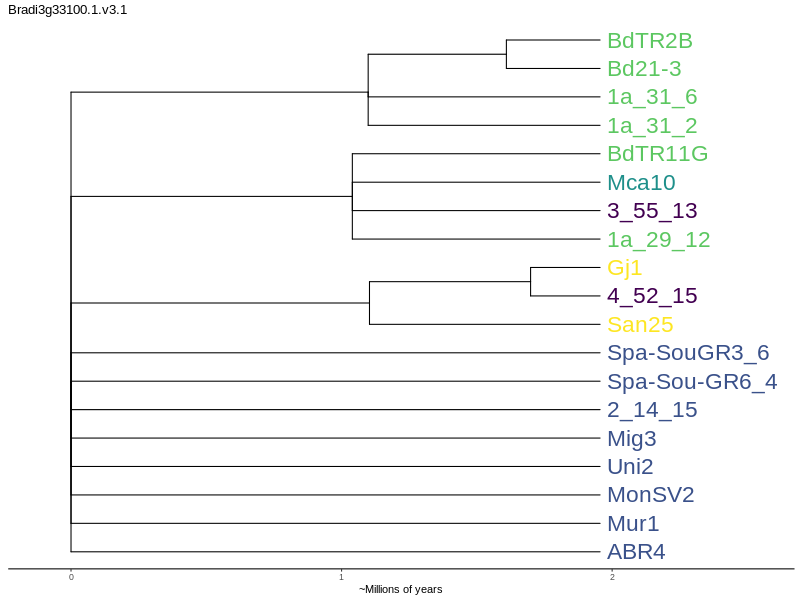 Bradi3g33100.1.v3.1
BdTR2B
Bd21-3
1a_31_6
1a_31_2
BdTR11G
Mca10
3_55_13
1a_29_12
Gj1
4_52_15
San25
Spa-SouGR3_6
Spa-Sou-GR6_4
2_14_15
Mig3
Uni2
MonSV2
Mur1
ABR4
0 1 2
~Millions of years